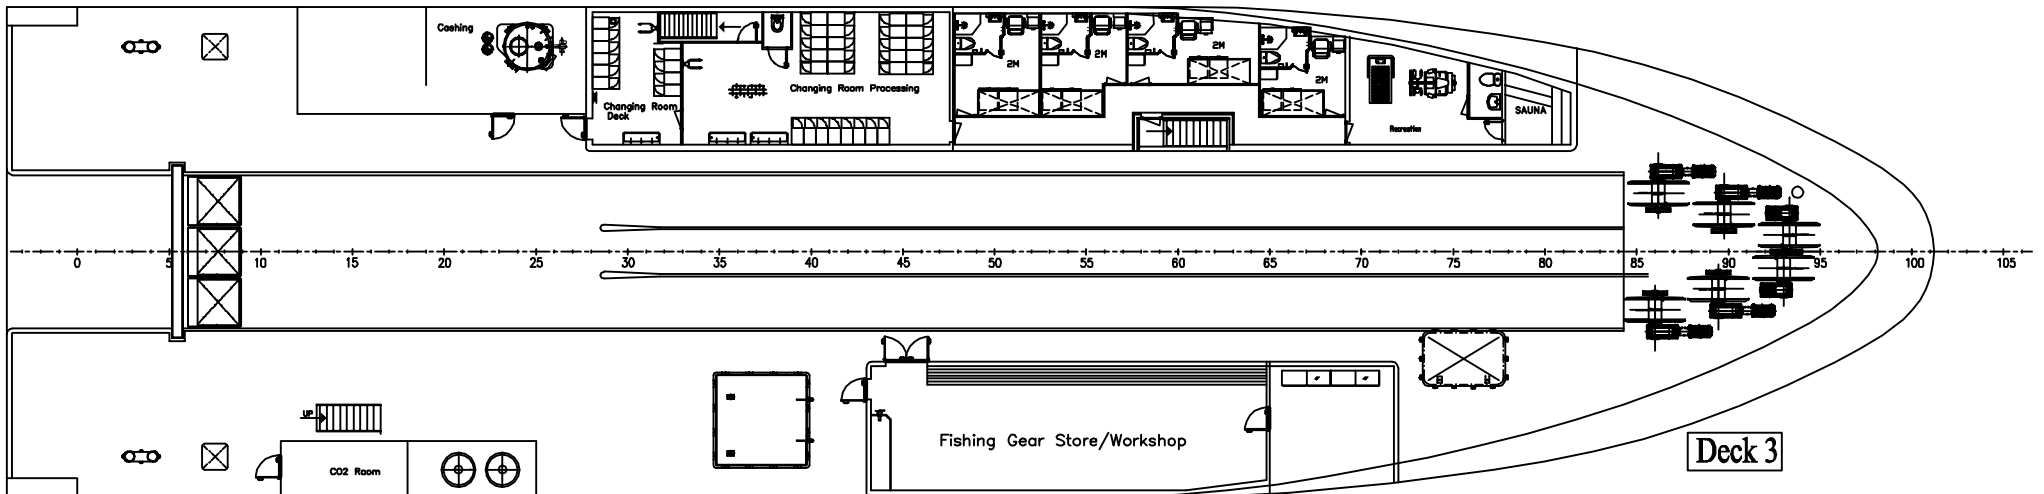 Casing
2M
2M
2M
2M
Changing Room
Deck
Changing Room Processing
Recreation
SAUNA
0 5 10 15 20 25 30 35 40 45 50 55 60 65 70 75 80 85 90 95 100 105
UP
CO2 Room
Fishing Gear Store/Workshop
Deck 3